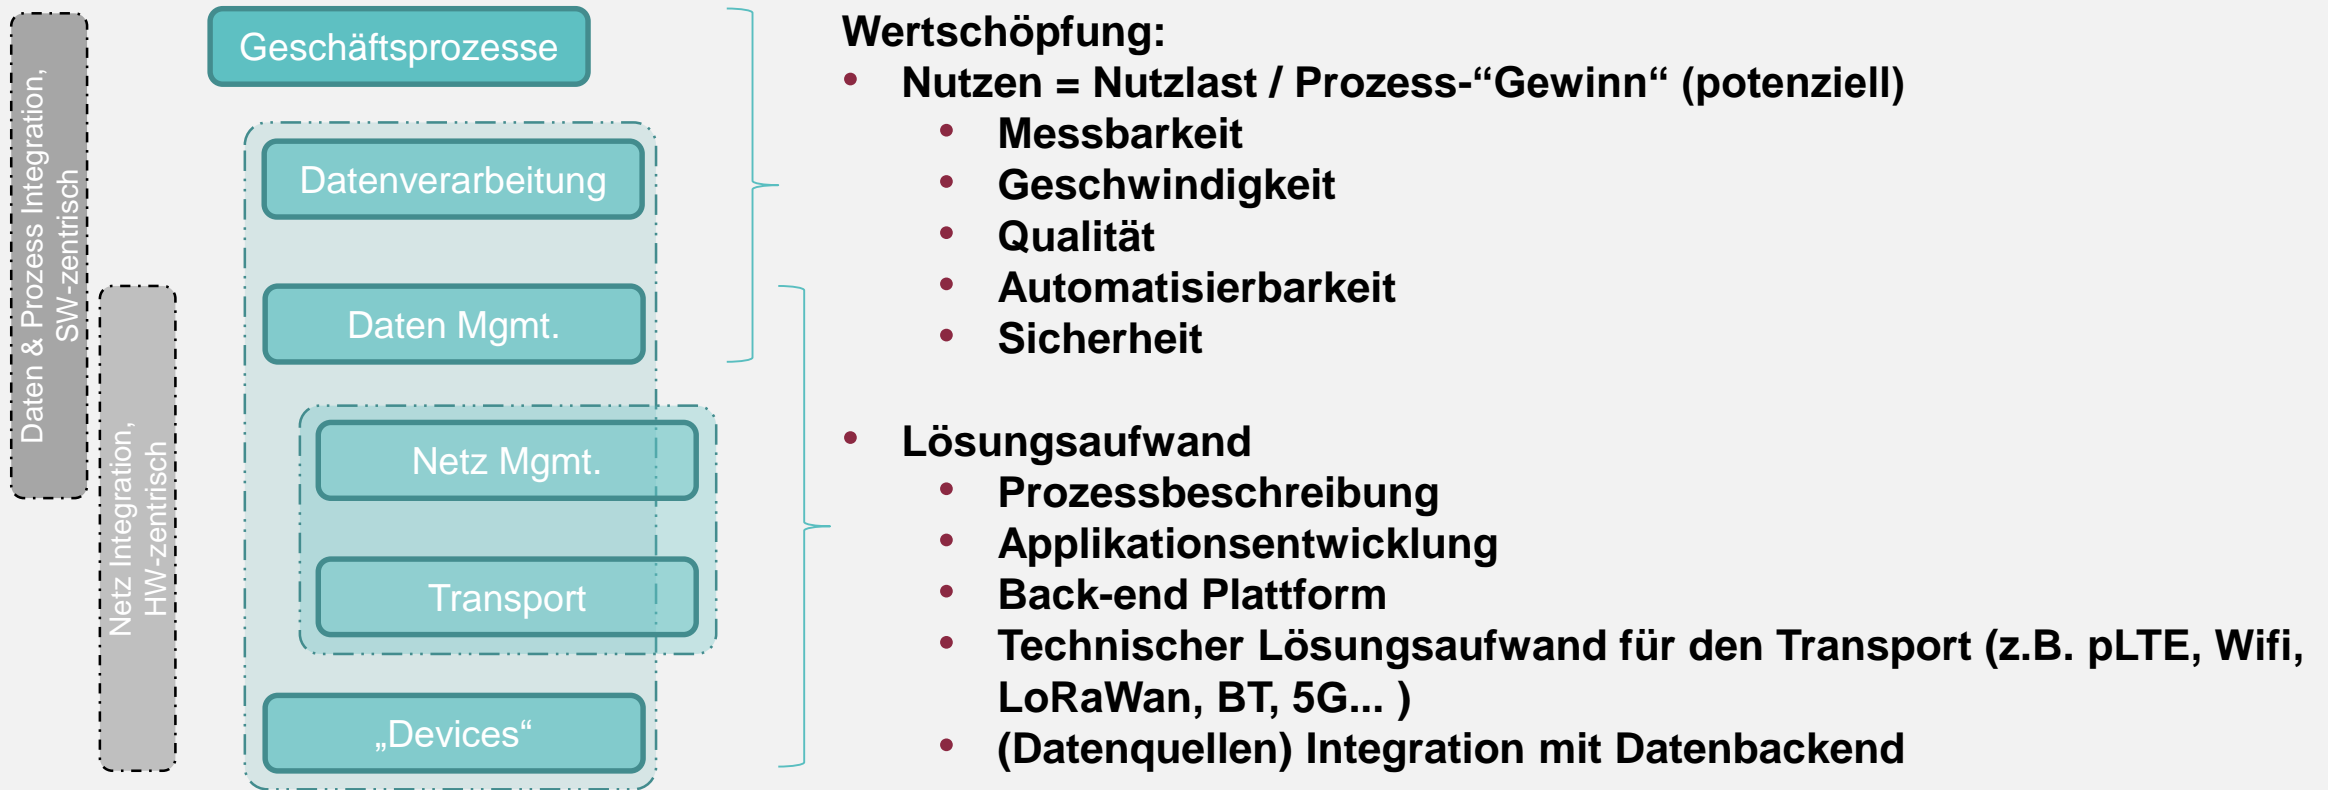 Daten & Prozess Integration,
SW-zentrisch
Netz Integration,
HW-zentrisch
Geschäftsprozesse
Datenverarbeitung
Daten Mgmt.
Netz Mgmt.
Transport
„Devices“
Wertschöpfung:
• Nutzen = Nutzlast / Prozess-“Gewinn“ (potenziell)
• Messbarkeit
• Geschwindigkeit
• Qualität
• Automatisierbarkeit
• Sicherheit
• Lösungsaufwand
• Prozessbeschreibung
• Applikationsentwicklung
• Back-end Plattform
• Technischer Lösungsaufwand für den Transport (z.B. pLTE, Wifi,
LoRaWan, BT, 5G... )
• (Datenquellen) Integration mit Datenbackend